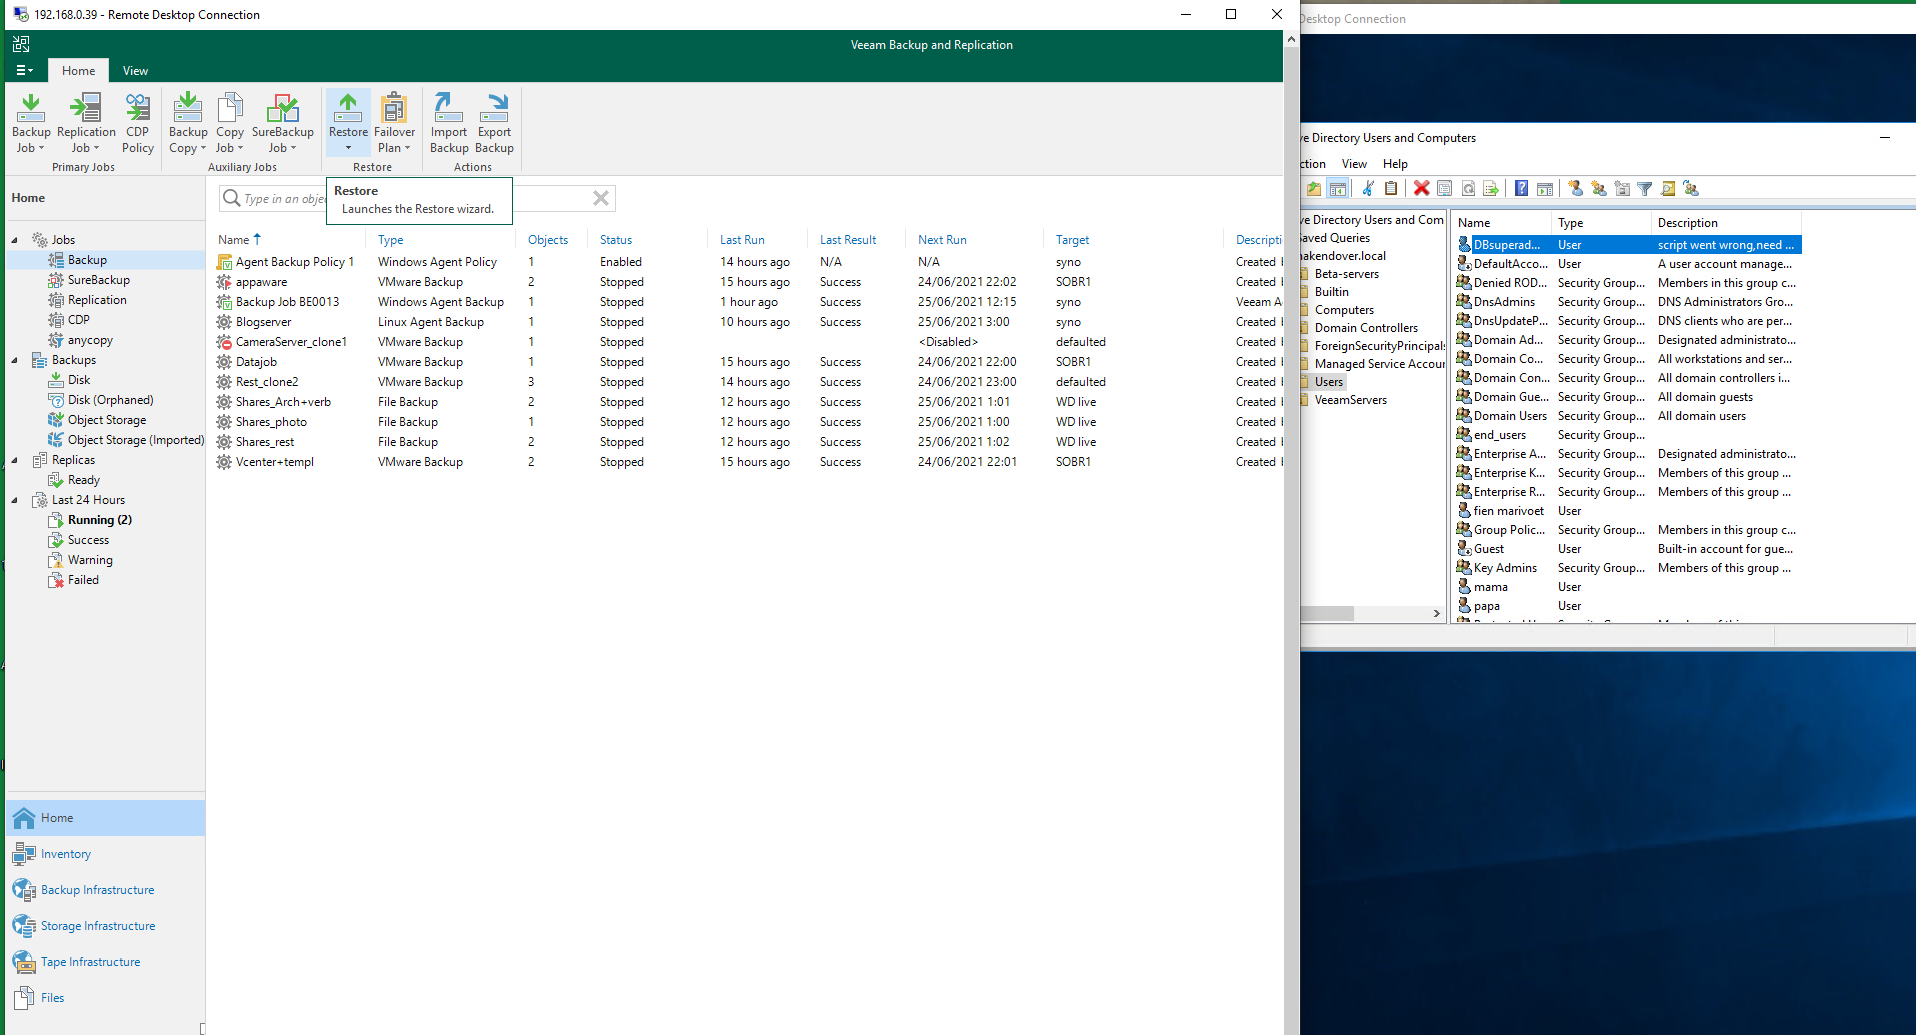 192.168.0.39 - Remote Desktop Connection
Desktop Connection
Veeam Backup and Replication
Home View
Backup Job
Replication Job
CDP Policy
Primary Jobs
Backup Copy
Copy Job
SureBackup Job
Auxiliary Jobs
Restore
Failover Plan
Restore
Import Backup
Export Backup
Actions
Restore
Launches the Restore wizard.
Home
Type in an objec
Jobs
Backup
SureBackup
Replication
CDP
anycopy
Backups
Disk
Disk (Orphaned)
Object Storage
Object Storage (Imported)
Replicas
Ready
Last 24 Hours
Running (2)
Success
Warning
Failed
Home
Inventory
Backup Infrastructure
Storage Infrastructure
Tape Infrastructure
Files
Name Type Objects Status Last Run Last Result Next Run Target Descripti
Agent Backup Policy 1 Windows Agent Policy 1 Enabled 14 hours ago N/A N/A syno Created
appaware VMware Backup 2 Stopped 15 hours ago Success 24/06/2021 22:02 SOBR1 Created
Backup Job BE0013 Windows Agent Backup 1 Stopped 1 hour ago Success 25/06/2021 12:15 syno Veeam A
Blogserver Linux Agent Backup 1 Stopped 10 hours ago Success 25/06/2021 3:00 syno Created
CameraServer_clone1 VMware Backup 1 Stopped <Disabled> defaulted Created
Datajob VMware Backup 1 Stopped 15 hours ago Success 24/06/2021 22:00 SOBR1 Created
Rest_clone2 VMware Backup 3 Stopped 14 hours ago Success 24/06/2021 23:00 defaulted Created
Shares_Arch+verb File Backup 2 Stopped 12 hours ago Success 25/06/2021 1:01 WD live Created
Shares_photo File Backup 1 Stopped 12 hours ago Success 25/06/2021 1:00 WD live Created
Shares_rest File Backup 2 Stopped 12 hours ago Success 25/06/2021 1:02 WD live Created
Vcenter+templ VMware Backup 2 Stopped 15 hours ago Success 24/06/2021 22:01 SOBR1 Created
ve Directory Users and Computers
ction View Help
ve Directory Users and Com
Saved Queries
nakendover.local
Beta-servers
Builtin
Computers
Domain Controllers
ForeignSecurityPrincipals
Managed Service Accour
Users
VeeamServers
Name Type Description
DBsuperad... User script went wrong,need ...
DefaultAcco... User A user account manage...
Denied ROD... Security Group... Members in this group c...
DnsAdmins Security Group... DNS Administrators Gro...
DnsUpdateP... Security Group... DNS clients who are per...
Domain Ad... Security Group... Designated administrato...
Domain Co... Security Group... All workstations and ser...
Domain Con... Security Group... All domain controllers i...
Domain Gue... Security Group... All domain guests
Domain Users Security Group... All domain users
end_users Security Group...
Enterprise A... Security Group... Designated administrato...
Enterprise K... Security Group... Members of this group ...
Enterprise R... Security Group... Members of this group ...
fien marivoet User
Group Polic... Security Group... Members in this group c...
Guest User Built-in account for gue...
Key Admins Security Group... Members of this group ...
mama User
papa User